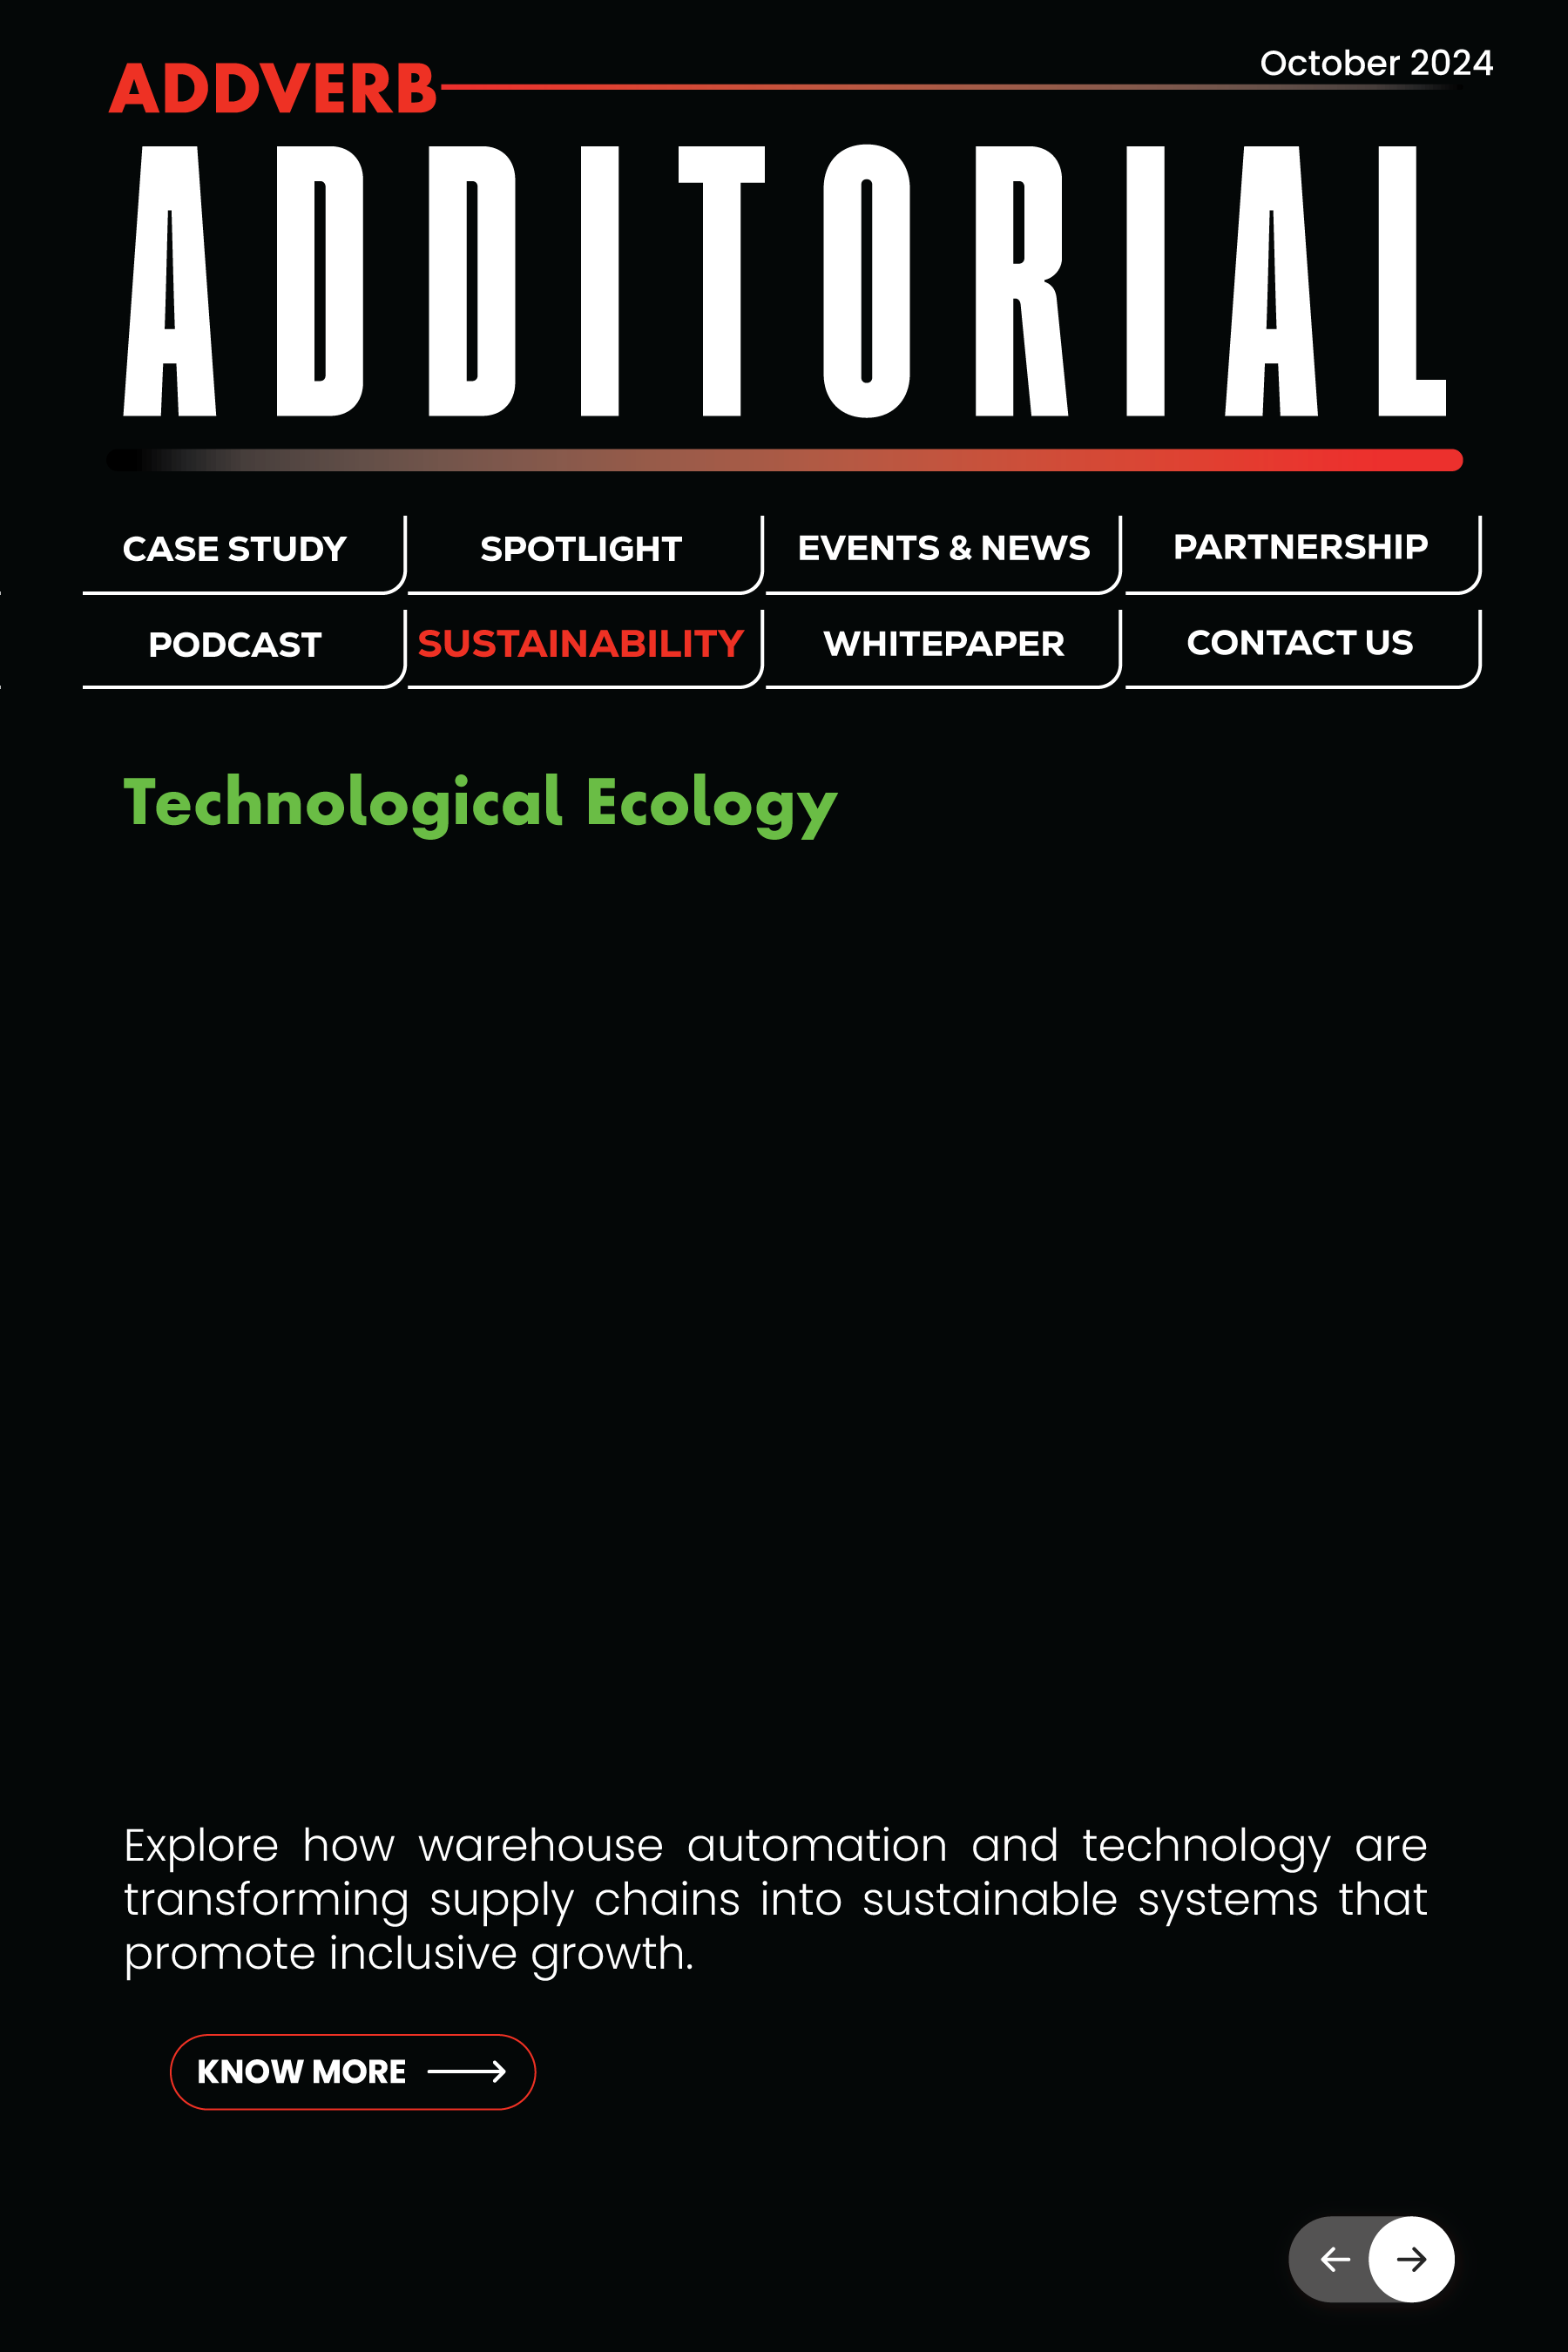 ADDVERB
October 2024
ADDITORIAL
CASE STUDY
SPOTLIGHT
EVENTS & NEWS
PARTNERSHIP
PODCAST
SUSTAINABILITY
WHITEPAPER
CONTACT US
Technological Ecology
Explore how warehouse automation and technology are
transforming supply chains into sustainable systems that
promote inclusive growth.
KNOW MORE